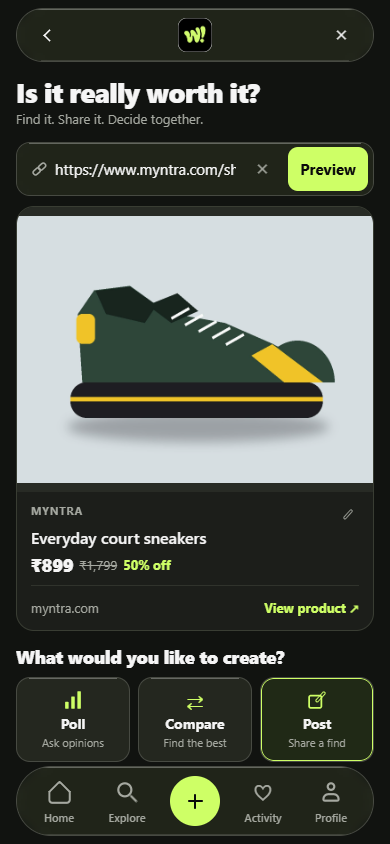 W!
Is it really worth it?
Find it. Share it. Decide together.
https://www.myntra.com/sh
Preview
MYNTRA
Everyday court sneakers
₹899 ₹1,799 50% off
myntra.com
View product ↗
What would you like to create?
Poll
Ask opinions
Compare
Find the best
Post
Share a find
Home
Explore
Activity
Profile